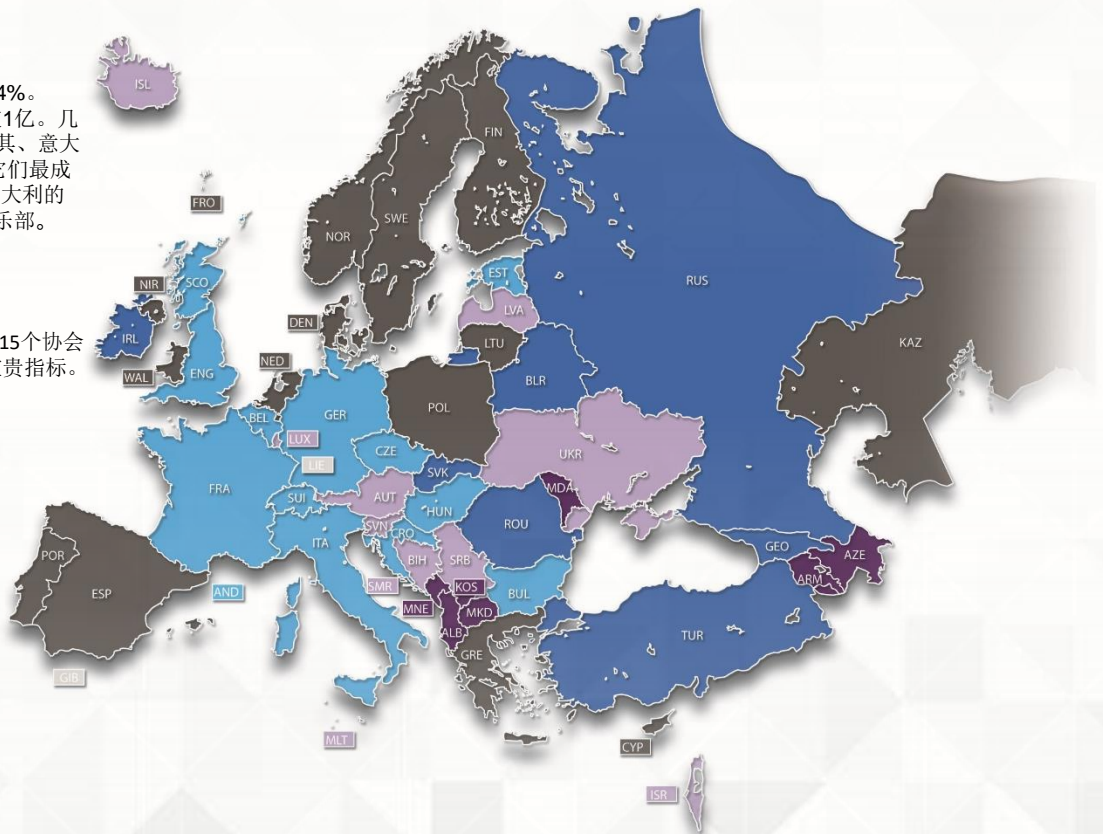 4%。
1亿。几
其、意大
它们最成
大利的
乐部。
15个协会
贵指标。
ISL
FIN
FRO
SWE
NOR
RUS
EST
SCO
NIR
LVA
DEN
IRL
LTU
KAZ
NED
WAL
ENG
BLR
POL
GER
BEL
LUX
CZE
UKR
LIE
SVK
MDA
FRA
AUT
SUI
HUN
ROU
SVN
CRO
ITA
GEO
AZE
POR
BIH
SRB
ARM
ESP
AND
SMR
KOS
BUL
MNE
MKD
ALB
TUR
GRE
GIB
MLT
CYP
ISR